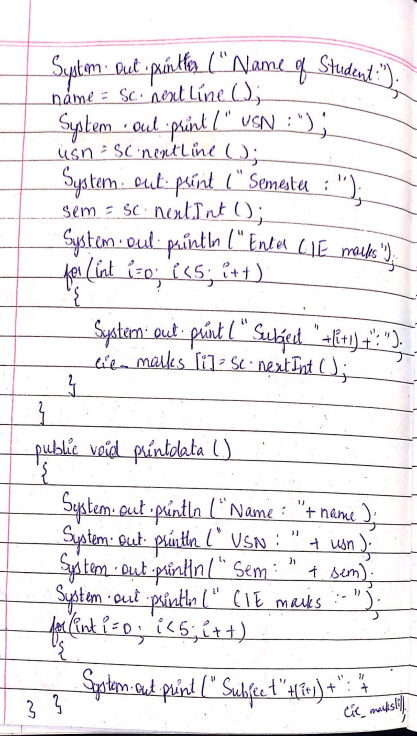 System.out.println ("Name of Student:");
name = sc.nextLine ();
System.out.print (" VSN :");
usn = sc.nextLine ();
System.out.print ("Semester : ");
sem = sc.nextInt ();
System.out.println ("Enter CIE marks");
for (int i=0; i<5; i++)
{
System.out.print ("Subject "+(i+1)+":");
cie_marks [i] = sc.nextInt ();
}
}
public void printdata ()
{
System.out.println ("Name : "+ name );
System.out.println (" VSN : " + usn);
System.out.println (" Sem: " + sem);
System.out.println (" CIE marks :- ");
for (int i=0; i<5; i++)
{
System.out.print ("Subject"+(i+1)+": "+
cie_marks[i]);
} }